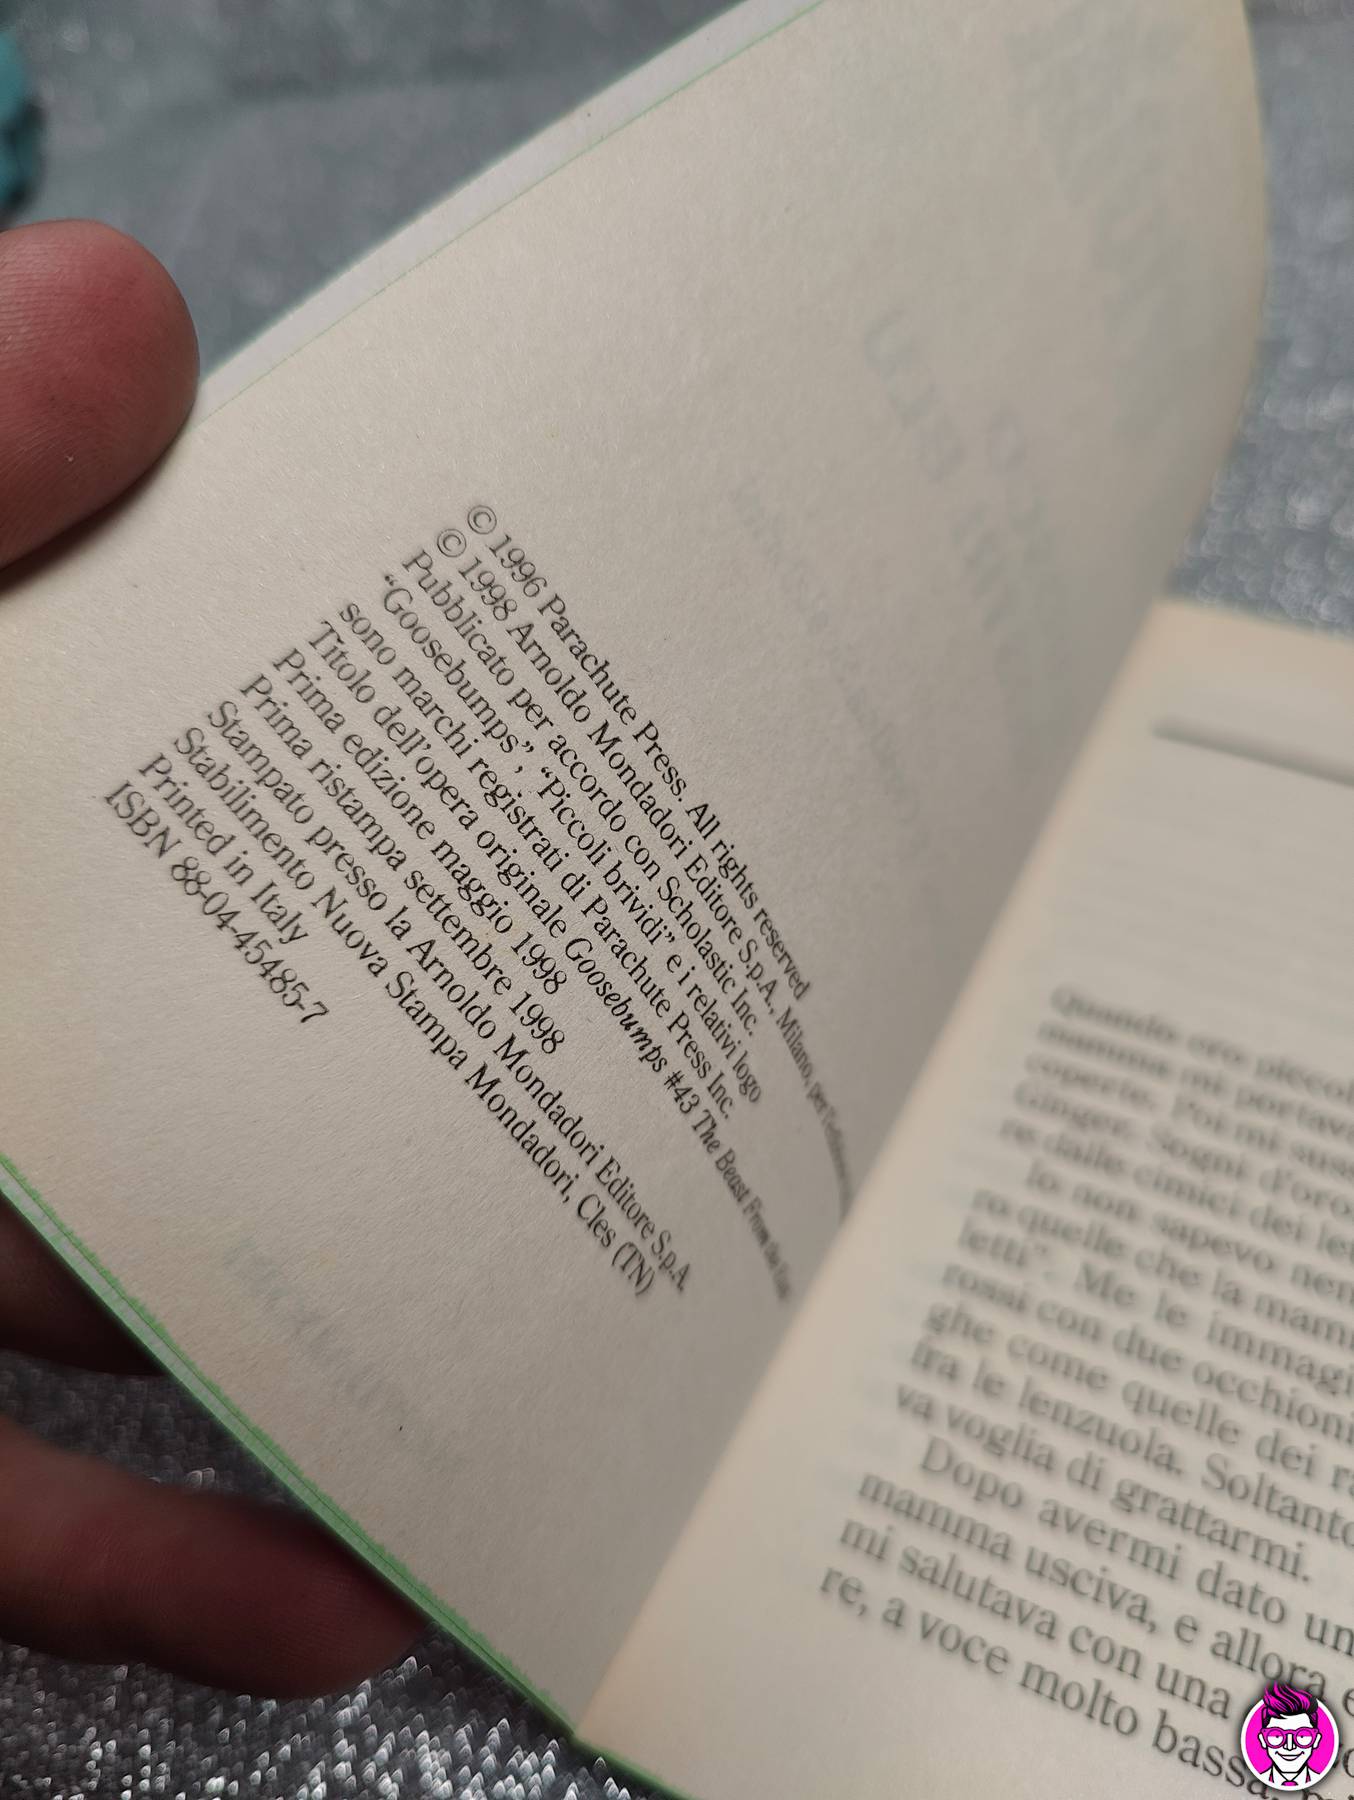 © 1996 Parachute Press. All rights reserved
© 1998 Arnoldo Mondadori Editore S.p.A., Milano, per l'edizione
Pubblicato per accordo con Scholastic Inc.
“Goosebumps”, “Piccoli brividi” e i relativi logo
sono marchi registrati di Parachute Press Inc.
Titolo dell'opera originale Goosebumps #43 The Beast From the East
Prima edizione maggio 1998
Prima ristampa settembre 1998
Stampato presso la Arnoldo Mondadori Editore S.p.A.
Stabilimento Nuova Stampa Mondadori, Cles (TN)
Printed in Italy
ISBN 88-04-45485-7
Quando ero piccol
mamma mi portava
coperte. Poi mi
Ginger. Sogni d'oro
re dalle cimici dei let
Io non sapevo nem
ro quelle che la mam
letti”. Me le immagi
rossi con due occhioni
ghe come quelle dei ra
fra le lenzuola. Soltanto
va voglia di grattarmi.
Dopo avermi dato un
mamma usciva, e allora
mi salutava con una
re, a voce molto bassa,